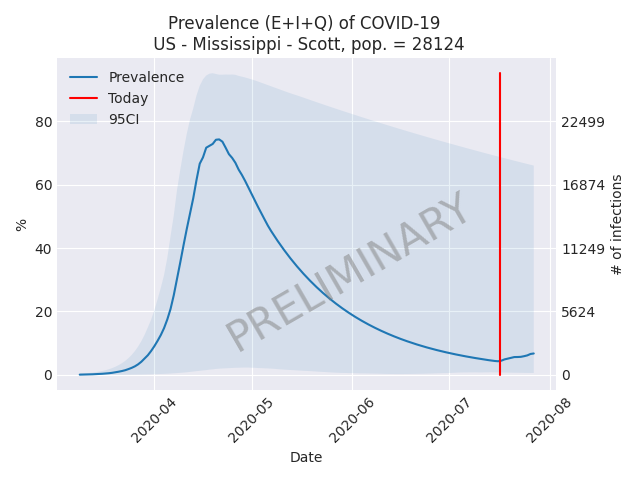 Prevalence (E+I+Q) of COVID-19
US - Mississippi - Scott, pop. = 28124
Prevalence
Today
95CI
80
60
40
20
0
%
22499
16874
11249
5624
0
# of infections
PRELIMINARY
2020-04
2020-05
2020-06
2020-07
2020-08
Date